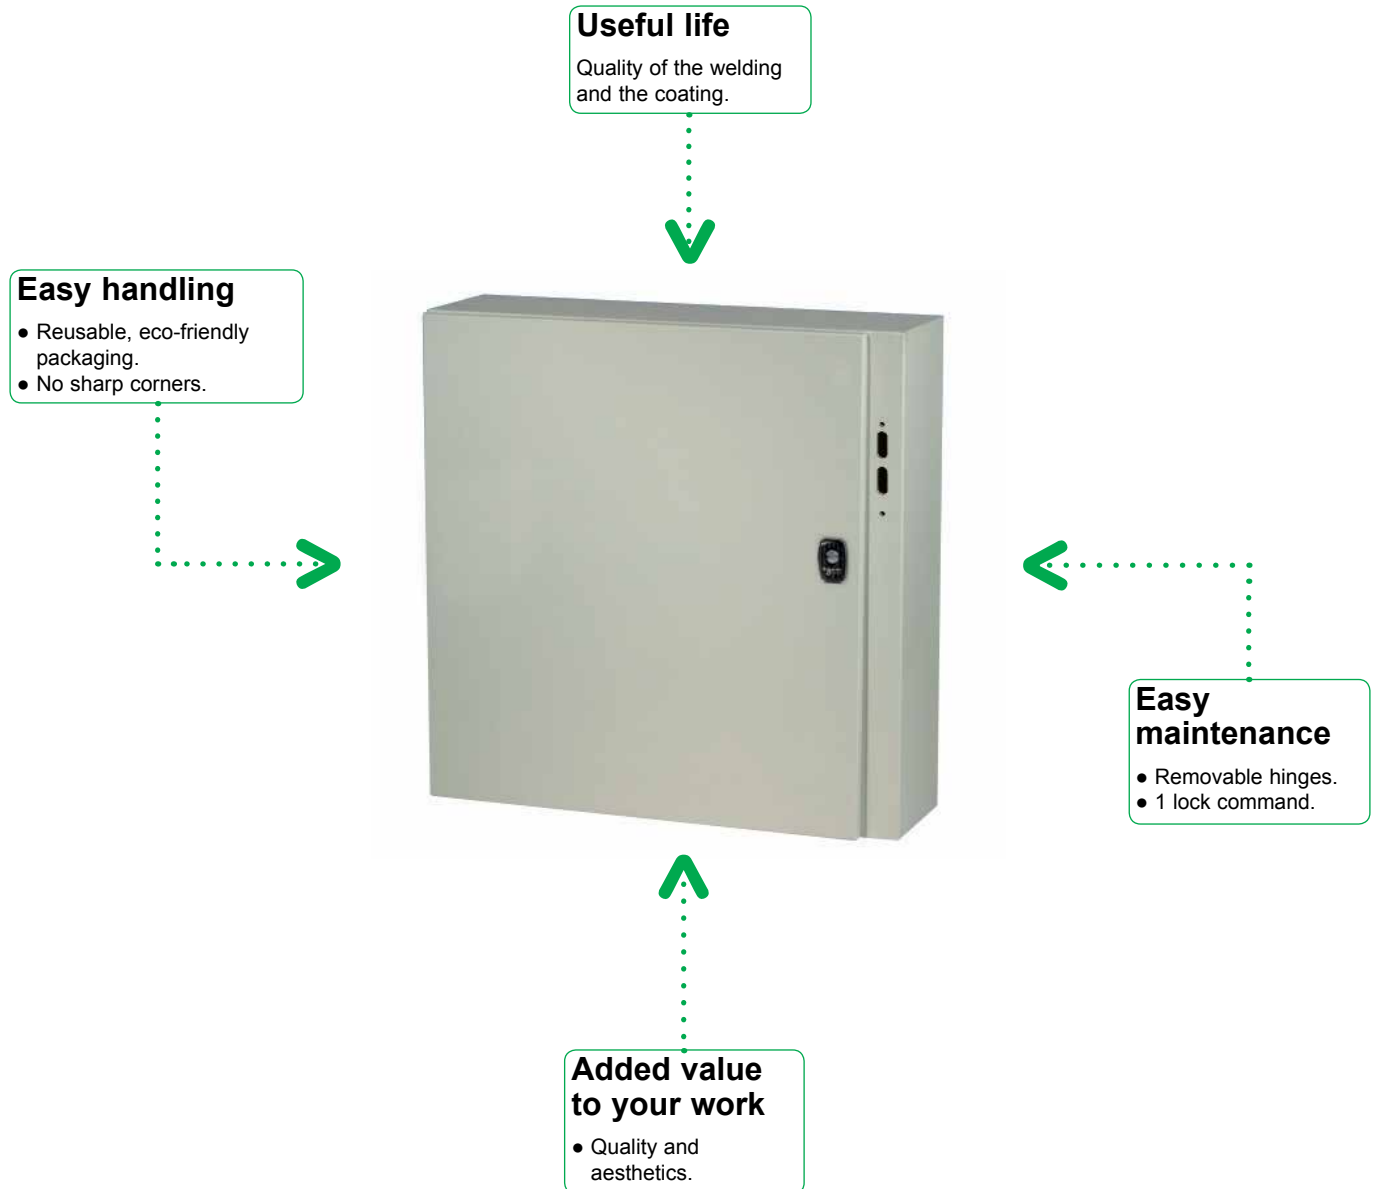 Useful life
Quality of the welding
and the coating.
Easy handling
● Reusable, eco-friendly
packaging.
● No sharp corners.
Easy
maintenance
● Removable hinges.
● 1 lock command.
Added value
to your work
● Quality and
aesthetics.